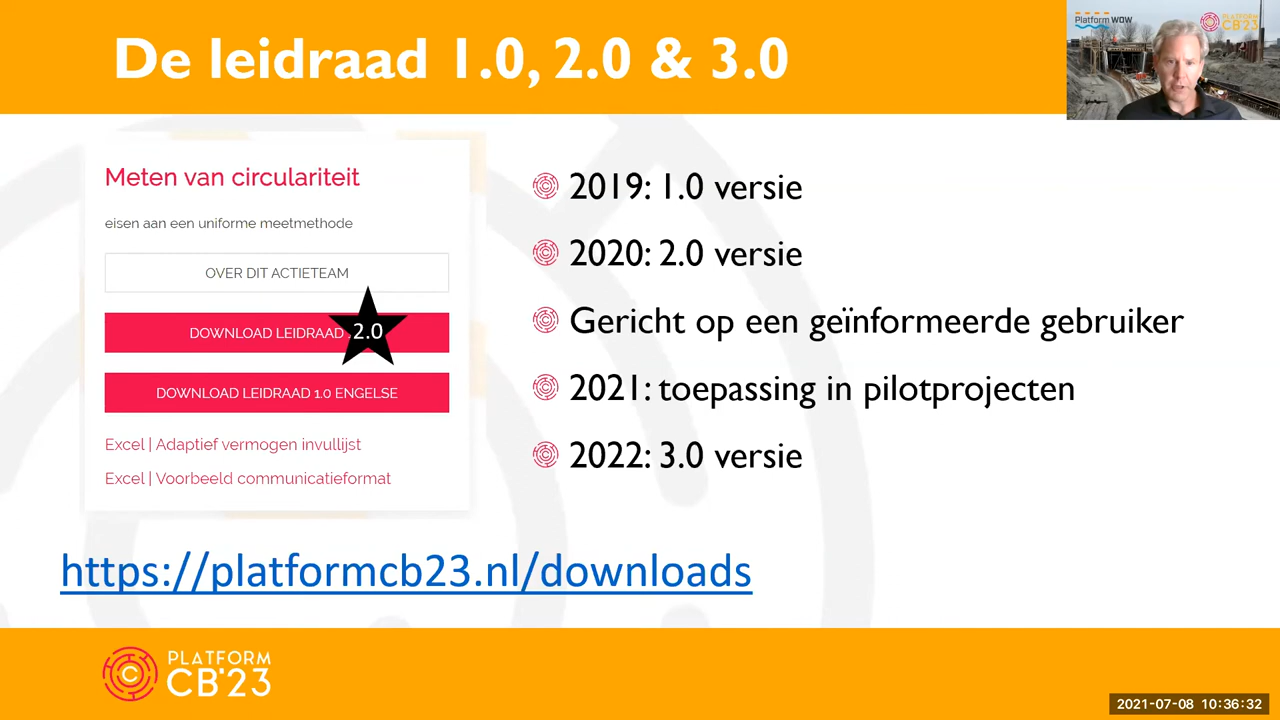 De leidraad 1.0, 2.0 & 3.0
Platform WOW
PLATFORM
CB'23
Meten van circulariteit
eisen aan een uniforme meetmethode
OVER DIT ACTIETEAM
DOWNLOAD LEIDRAAD 2.0
DOWNLOAD LEIDRAAD 1.0 ENGELSE
Excel | Adaptief vermogen invullijst
Excel | Voorbeeld communicatieformat
2019: 1.0 versie
2020: 2.0 versie
Gericht op een geïnformeerde gebruiker
2021: toepassing in pilotprojecten
2022: 3.0 versie
https://platformcb23.nl/downloads
PLATFORM
CB'23
2021-07-08 10:36:32